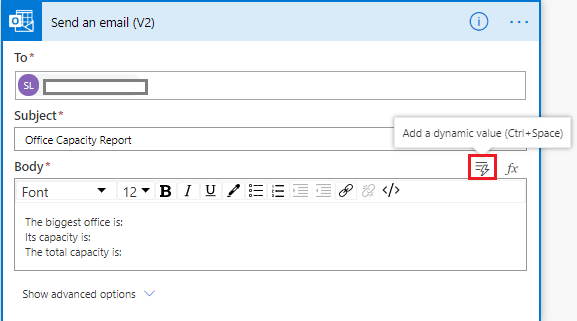 Send an email (V2)
To*
SL
Subject*
Add a dynamic value (Ctrl+Space)
Office Capacity Report
Body*
fx
Font 12 B I U </>
The biggest office is:
Its capacity is:
The total capacity is:
Show advanced options